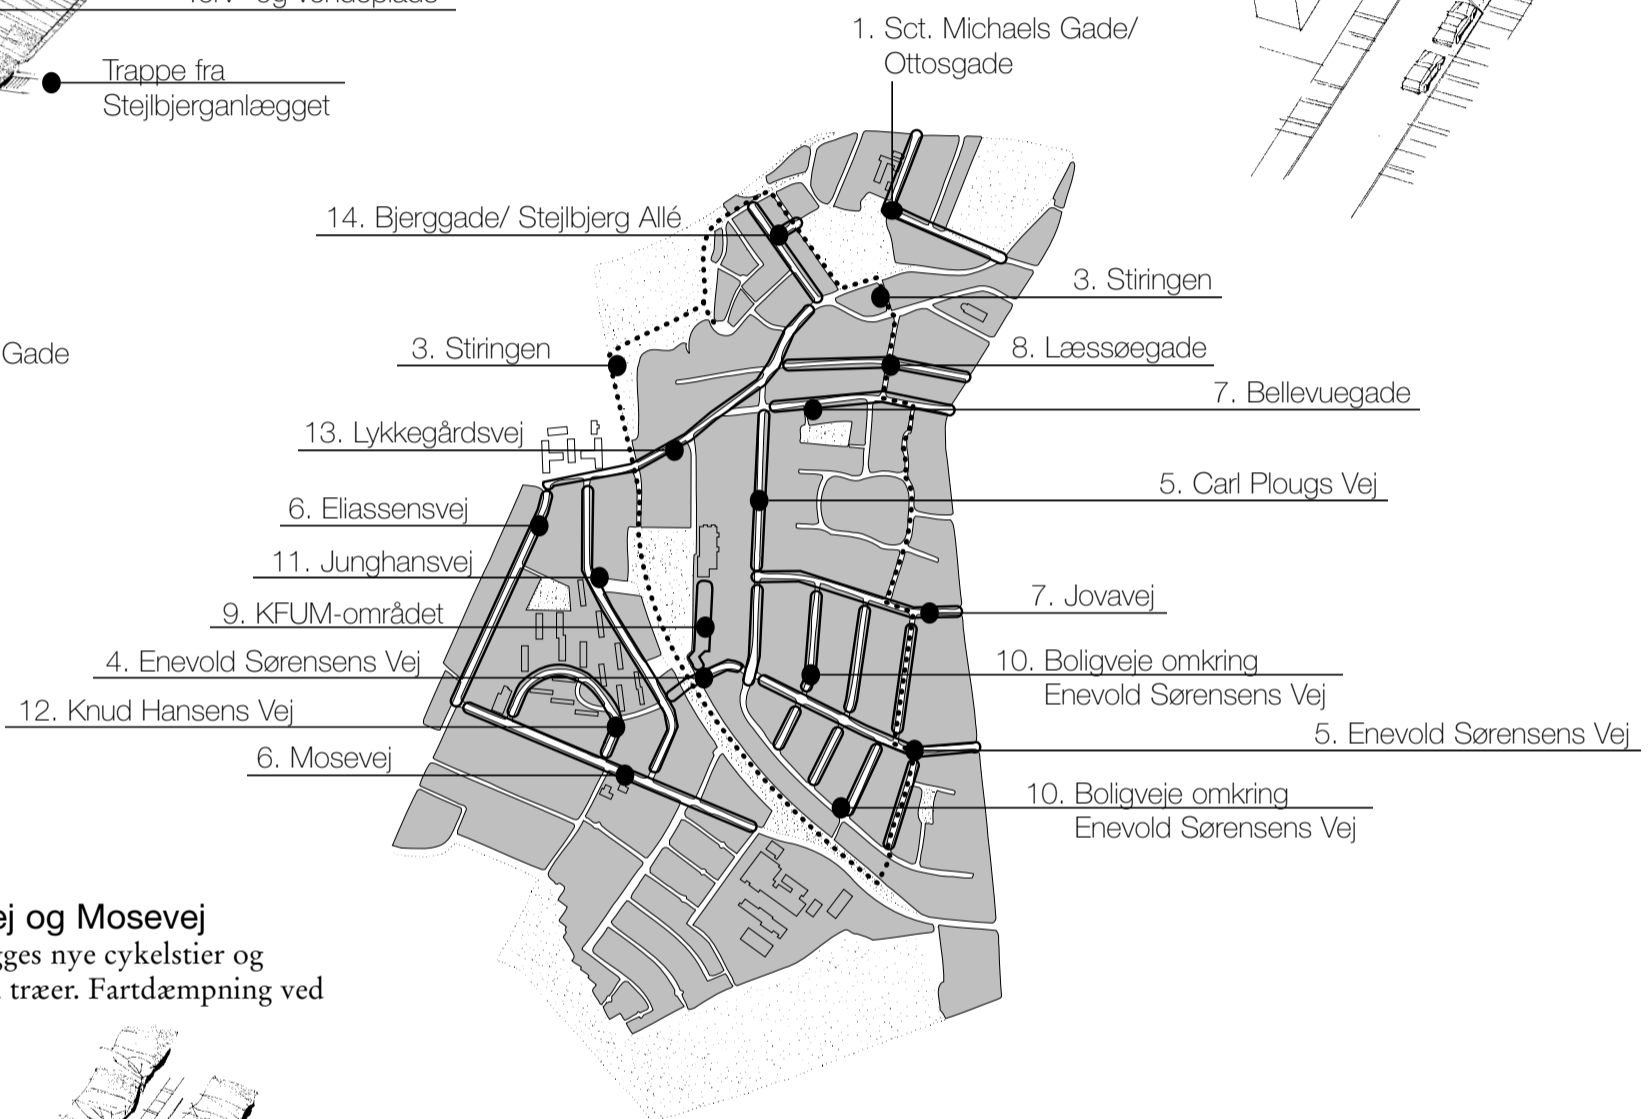 Trappe fra
Stejlbjerganlægget
1. Sct. Michaels Gade/
Ottosgade
14. Bjerggade/ Stejlbjerg Allé
3. Stiringen
3. Stiringen
8. Læssøegade
Gade
7. Bellevuegade
13. Lykkegårdsvej
5. Carl Plougs Vej
6. Eliassensvej
11. Junghansvej
7. Jovavej
9. KFUM-området
4. Enevold Sørensens Vej
10. Boligveje omkring
Enevold Sørensens Vej
12. Knud Hansens Vej
5. Enevold Sørensens Vej
6. Mosevej
10. Boligveje omkring
Enevold Sørensens Vej
og Mosevej
nye cykelstier og
træer. Fartdæmpning ved